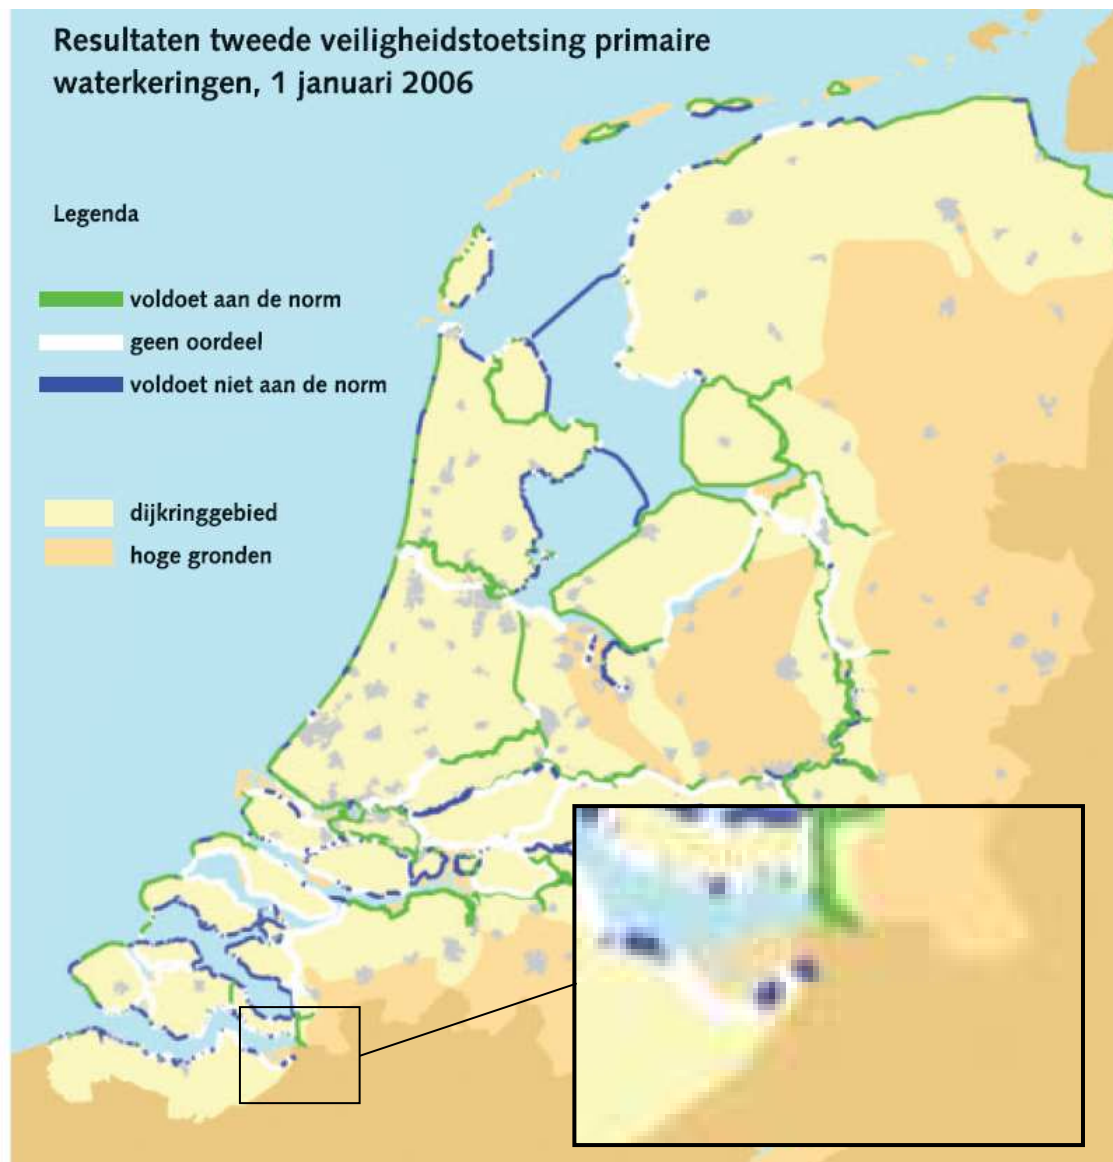 Resultaten tweede veiligheidstoetsing primaire
waterkeringen, 1 januari 2006
Legenda
voldoet aan de norm
geen oordeel
voldoet niet aan de norm
dijkringgebied
hoge gronden